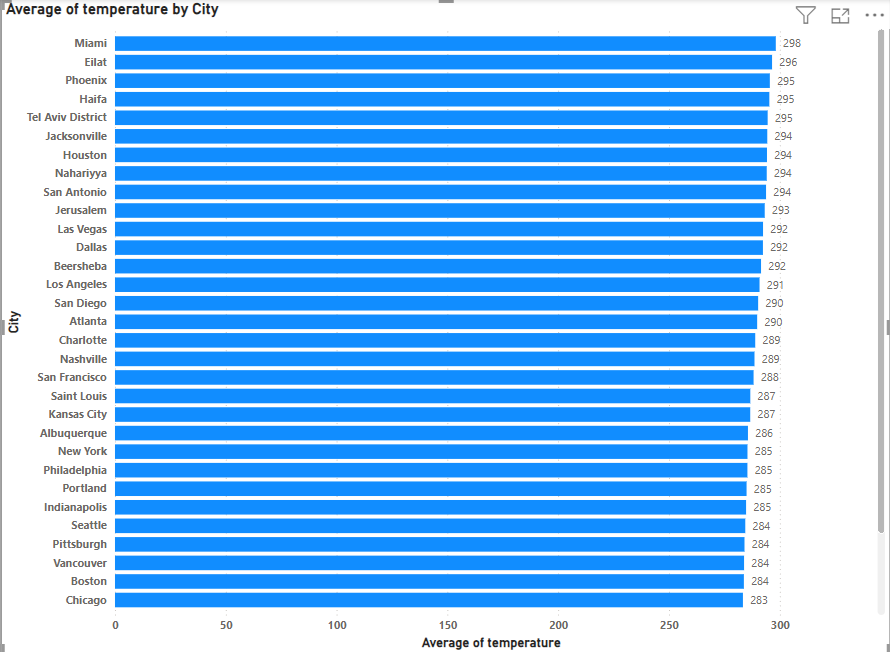 Average of temperature by City
Miami 298
Eilat 296
Phoenix 295
Haifa 295
Tel Aviv District 295
Jacksonville 294
Houston 294
Nahariyya 294
San Antonio 294
Jerusalem 293
Las Vegas 292
Dallas 292
Beersheba 292
Los Angeles 291
San Diego 290
Atlanta 290
Charlotte 289
Nashville 289
San Francisco 288
Saint Louis 287
Kansas City 287
Albuquerque 286
New York 285
Philadelphia 285
Portland 285
Indianapolis 285
Seattle 284
Pittsburgh 284
Vancouver 284
Boston 284
Chicago 283
City
0 50 100 150 200 250 300
Average of temperature